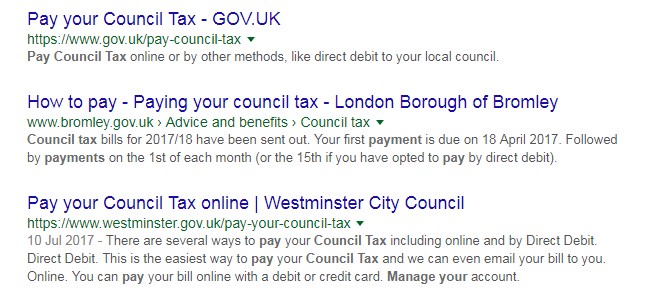 Pay your Council Tax - GOV.UK
https://www.gov.uk/pay-council-tax
Pay Council Tax online or by other methods, like direct debit to your local council.
How to pay - Paying your council tax - London Borough of Bromley
www.bromley.gov.uk › Advice and benefits › Council tax
Council tax bills for 2017/18 have been sent out. Your first payment is due on 18 April 2017. Followed
by payments on the 1st of each month (or the 15th if you have opted to pay by direct debit).
Pay your Council Tax online | Westminster City Council
https://www.westminster.gov.uk/pay-your-council-tax
10 Jul 2017 - There are several ways to pay your Council Tax including online and by Direct Debit.
Direct Debit. This is the easiest way to pay your Council Tax and we can even email your bill to you.
Online. You can pay your bill online with a debit or credit card. Manage your account.